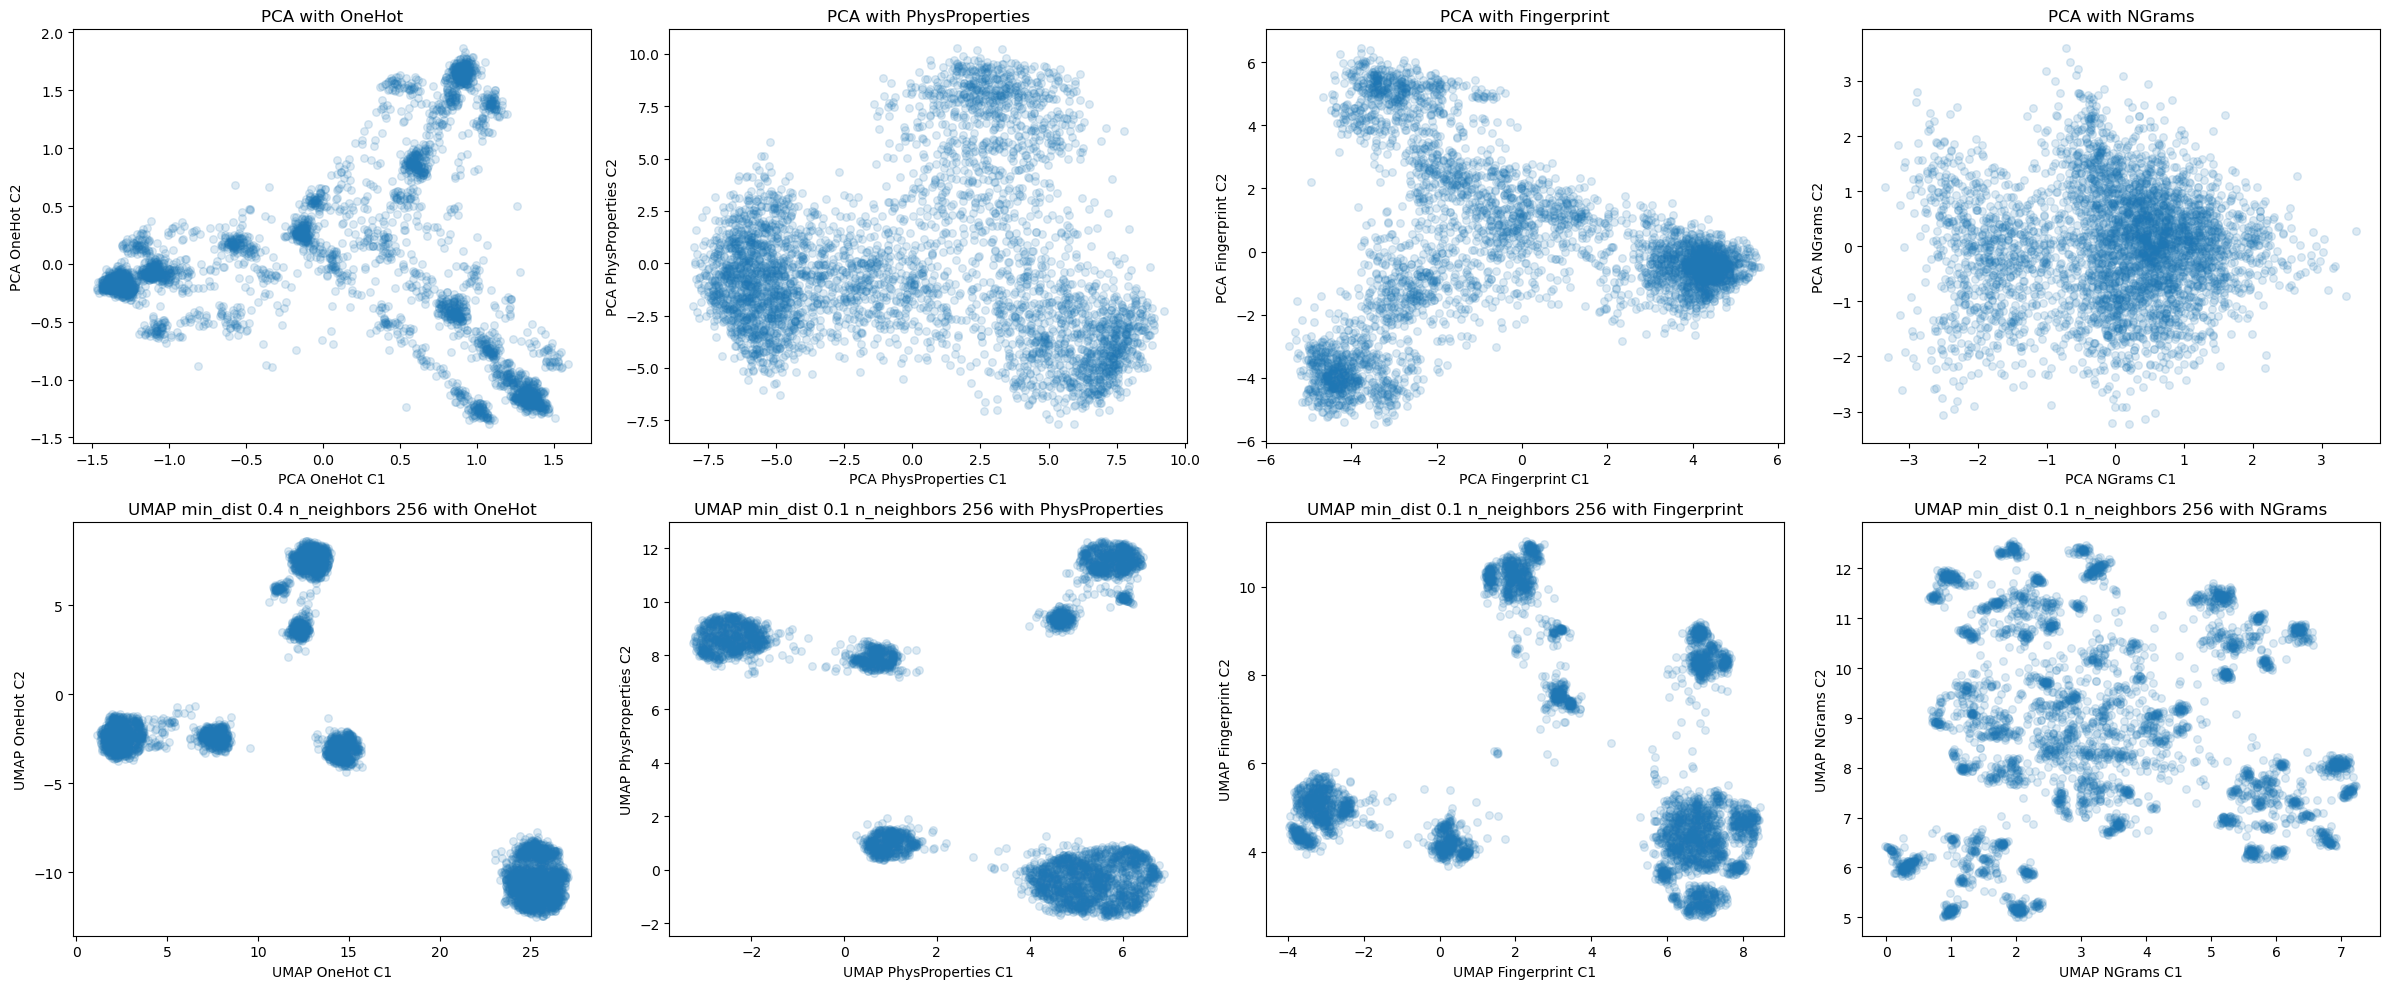 PCA with OneHot
PCA OneHot C2
2.0
1.5
1.0
0.5
0.0
−0.5
−1.0
−1.5
−1.5 −1.0 −0.5 0.0 0.5 1.0 1.5
PCA OneHot C1
PCA with PhysProperties
PCA PhysProperties C2
10.0
7.5
5.0
2.5
0.0
−2.5
−5.0
−7.5
−7.5 −5.0 −2.5 0.0 2.5 5.0 7.5 10.0
PCA PhysProperties C1
PCA with Fingerprint
PCA Fingerprint C2
6
4
2
0
−2
−4
−6
−6 −4 −2 0 2 4 6
PCA Fingerprint C1
PCA with NGrams
PCA NGrams C2
3
2
1
0
−1
−2
−3
−3 −2 −1 0 1 2 3
PCA NGrams C1
UMAP min_dist 0.4 n_neighbors 256 with OneHot
UMAP OneHot C2
5
0
−5
−10
0 5 10 15 20 25
UMAP OneHot C1
UMAP min_dist 0.1 n_neighbors 256 with PhysProperties
UMAP PhysProperties C2
12
10
8
6
4
2
0
−2
−2 0 2 4 6
UMAP PhysProperties C1
UMAP min_dist 0.1 n_neighbors 256 with Fingerprint
UMAP Fingerprint C2
10
8
6
4
−4 −2 0 2 4 6 8
UMAP Fingerprint C1
UMAP min_dist 0.1 n_neighbors 256 with NGrams
UMAP NGrams C2
12
11
10
9
8
7
6
5
0 1 2 3 4 5 6 7
UMAP NGrams C1